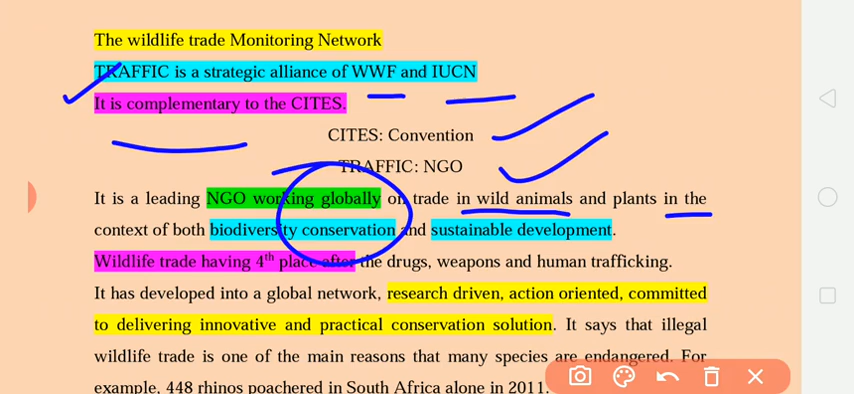 The wildlife trade Monitoring Network
TRAFFIC is a strategic alliance of WWF and IUCN
It is complementary to the CITES.
CITES: Convention
TRAFFIC: NGO
It is a leading NGO working globally on trade in wild animals and plants in the
context of both biodiversity conservation and sustainable development.
Wildlife trade having 4th place after the drugs, weapons and human trafficking.
It has developed into a global network, research driven, action oriented, committed
to delivering innovative and practical conservation solution. It says that illegal
wildlife trade is one of the main reasons that many species are endangered. For
example, 448 rhinos poachered in South Africa alone in 2011.